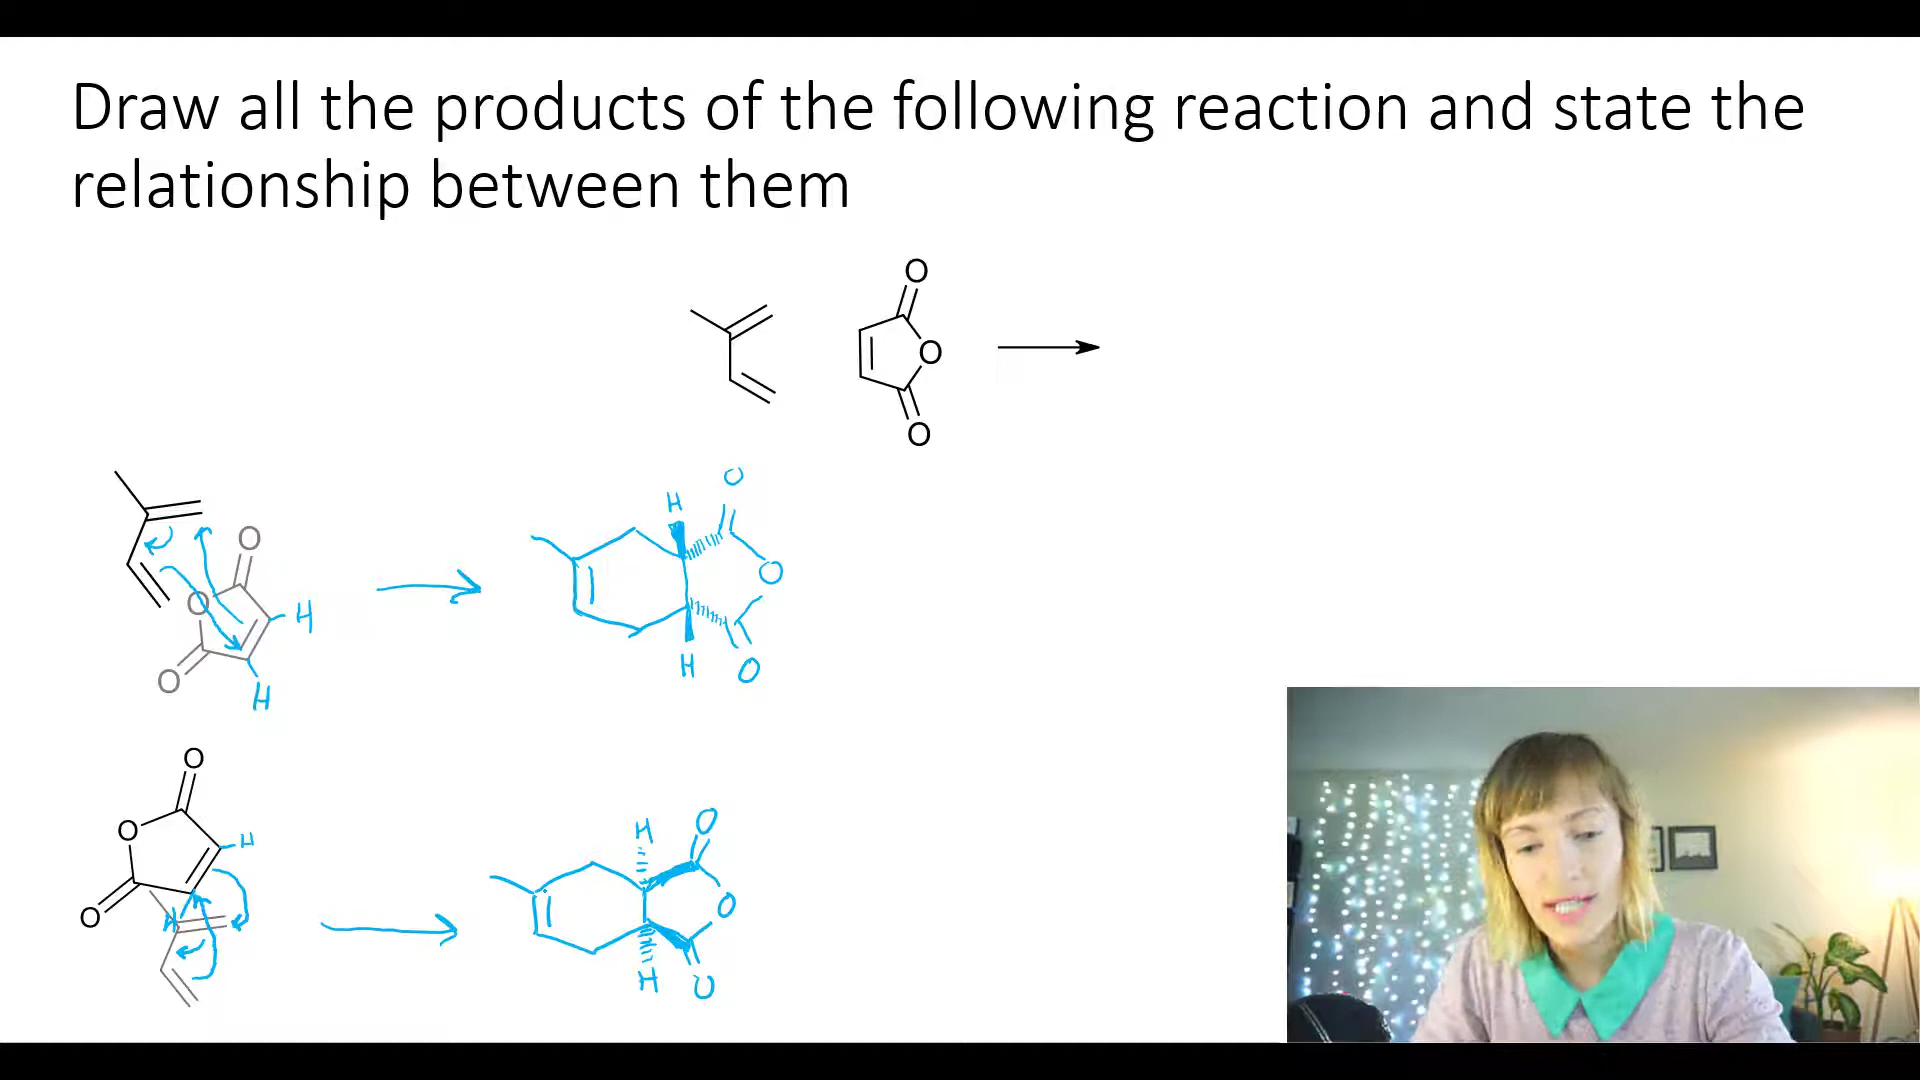 Draw all the products of the following reaction and state the
relationship between them
O
O
O
O
H
O
O
H
O
O
H
H
O
O
H
O
O
H
H
O
O
H
H
O